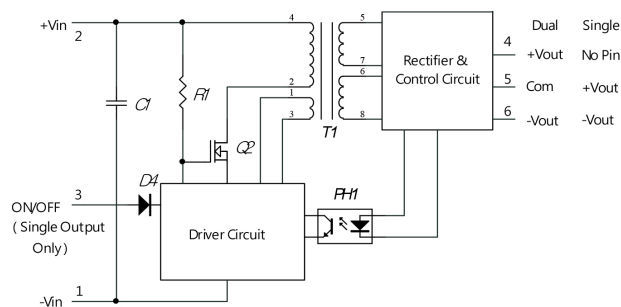 +Vin
2
4
5
Dual
Single
4
+Vout
No Pin
Rectifier &
Control Circuit
7
6
2
5
Com
+Vout
1
C1
R1
3
8
6
-Vout
-Vout
T1
Q2
D4
PH1
3
ON/OFF
( Single Output
Only )
Driver Circuit
1
-Vin